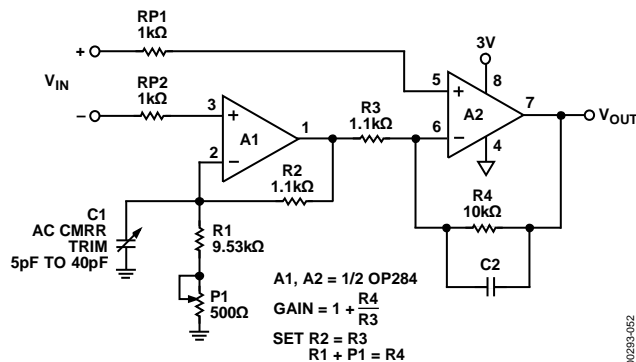 RP1
1kΩ
+
V_IN
RP2
1kΩ
–
3
+
2
–
A1
1
R3
1.1kΩ
5
+
6
–
A2
3V
8
7
4
V_OUT
R2
1.1kΩ
R4
10kΩ
C2
C1
AC CMRR
TRIM
5pF TO 40pF
R1
9.53kΩ
P1
500Ω
A1, A2 = 1/2 OP284
GAIN = 1 + R4/R3
SET R2 = R3
R1 + P1 = R4
00293-052